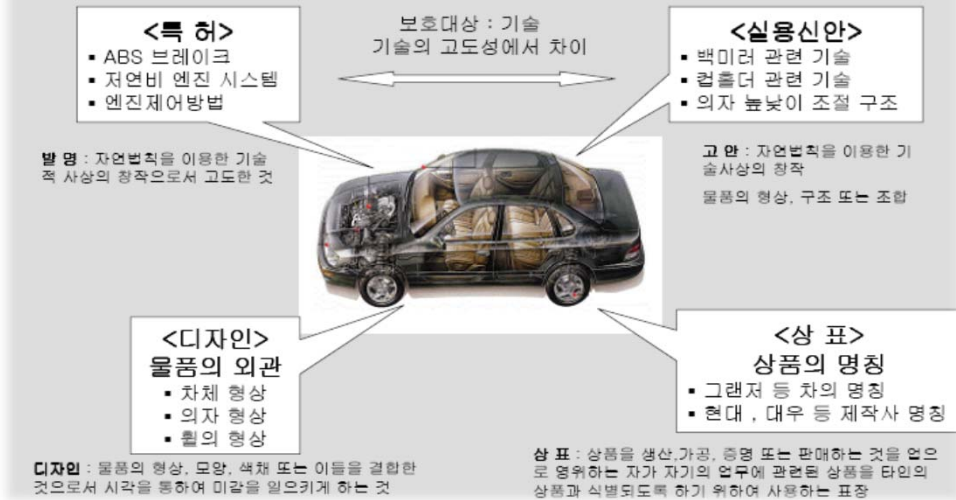 <특 허>
▪ ABS 브레이크
▪ 저연비 엔진 시스템
▪ 엔진제어방법
보호대상 : 기술
기술의 고도성에서 차이
<실용신안>
▪ 백미러 관련 기술
▪ 컵홀더 관련 기술
▪ 의자 높낮이 조절 구조
발 명 : 자연법칙을 이용한 기술
적 사상의 창작으로서 고도한 것
고 안 : 자연법칙을 이용한 기
술사상의 창작
물품의 형상, 구조 또는 조합
<디자인>
물품의 외관
▪ 차체 형상
▪ 의자 형상
▪ 휠의 형상
<상 표>
상품의 명칭
▪ 그랜저 등 차의 명칭
▪ 현대 , 대우 등 제작사 명칭
디자인 : 물품의 형상, 모양, 색채 또는 이들을 결합한
것으로서 시각을 통하여 미감을 일으키게 하는 것
상 표 : 상품을 생산,가공, 증명 또는 판매하는 것을 업으
로 영위하는 자가 자기의 업무에 관련된 상품을 타인의
상품과 식별되도록 하기 위하여 사용하는 표장